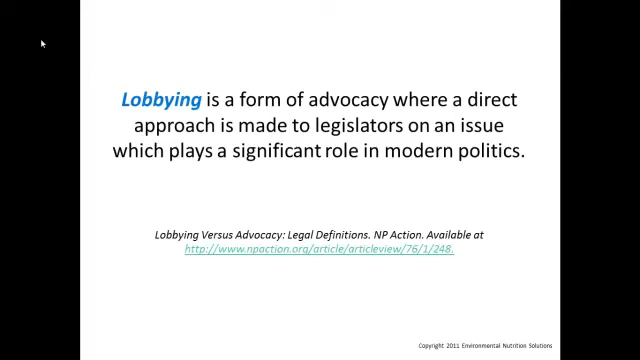 Lobbying is a form of advocacy where a direct
approach is made to legislators on an issue
which plays a significant role in modern politics.
Lobbying Versus Advocacy: Legal Definitions. NP Action. Available at
http://www.npaction.org/article/articleview/76/1/248.
Copyright 2011 Environmental Nutrition Solutions